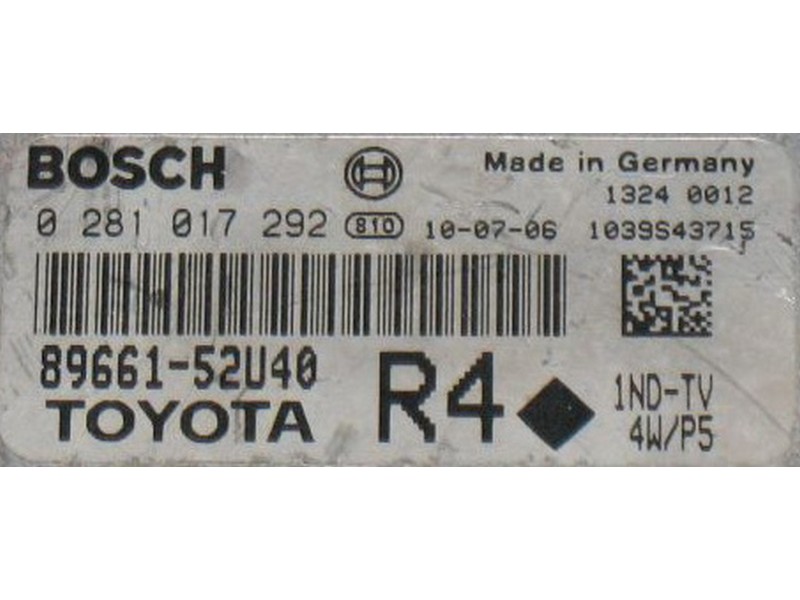 BOSCH Made in Germany
1324 0012
0 281 017 292 810 10-07-06 1039S43715
89661-52U40 R4 1ND-TV
TOYOTA 4W/P5